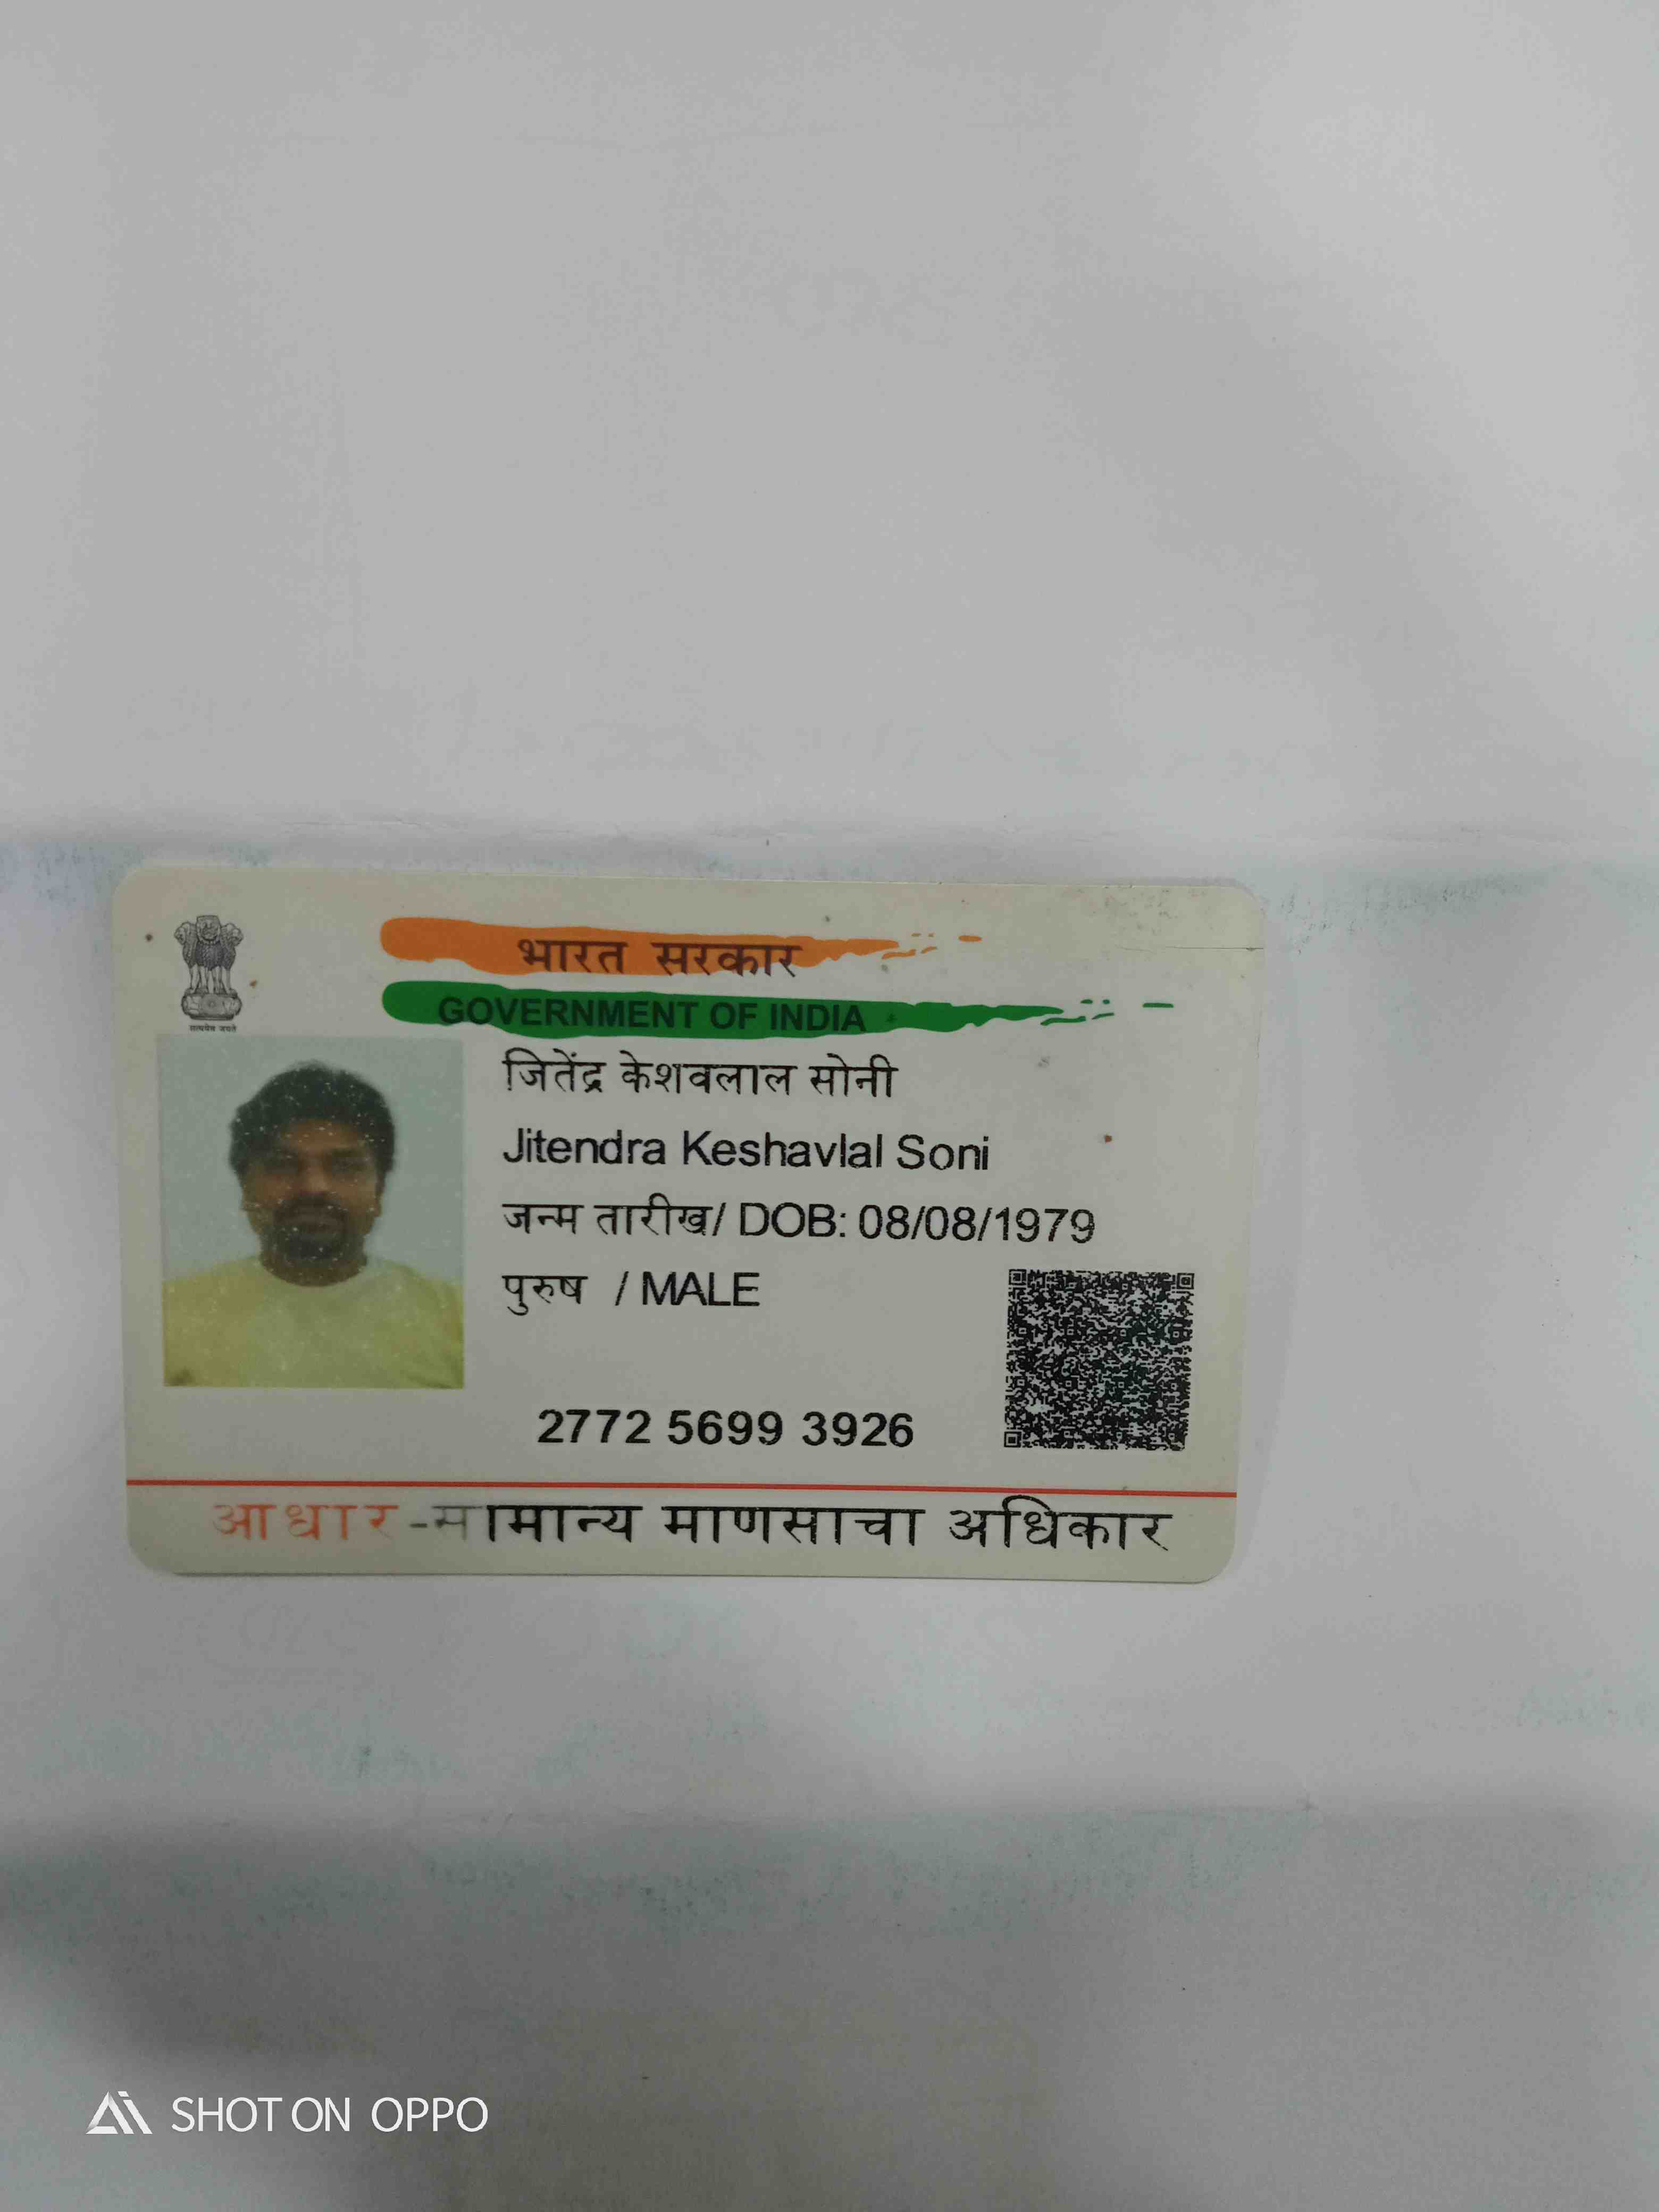 सत्यमेव जयते
भारत सरकार
GOVERNMENT OF INDIA
जितेंद्र केशवलाल सोनी
Jitendra Keshavlal Soni
जन्म तारीख/ DOB: 08/08/1979
पुरुष / MALE
2772 5699 3926
आधार-सामान्य माणसाचा अधिकार
SHOT ON OPPO